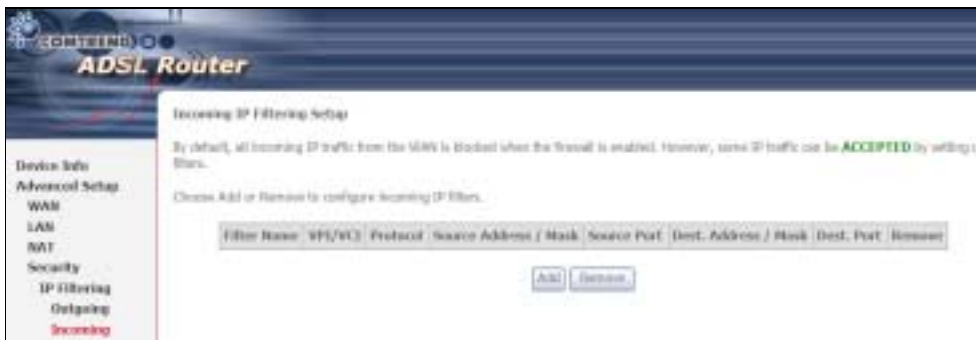 COMTREND
ADSL Router
Incoming IP Filtering Setup
By default, all incoming IP traffic from the WAN is blocked when the firewall is enabled. However, some IP traffic can be ACCEPTED by setting
filters.
Choose Add or Remove to configure incoming IP filters.
Filter Name VPI/VCI Protocol Source Address / Mask Source Port Dest. Address / Mask Dest. Port Remove
Add Remove
Device Info
Advanced Setup
WAN
LAN
NAT
Security
IP Filtering
Outgoing
Incoming